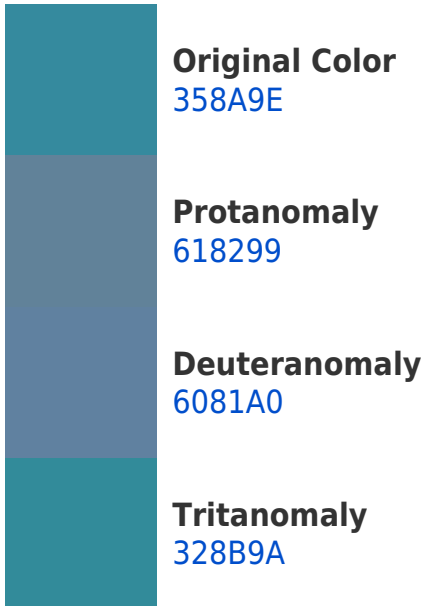 Original Color
358A9E
Protanomaly
618299
Deuteranomaly
6081A0
Tritanomaly
328B9A